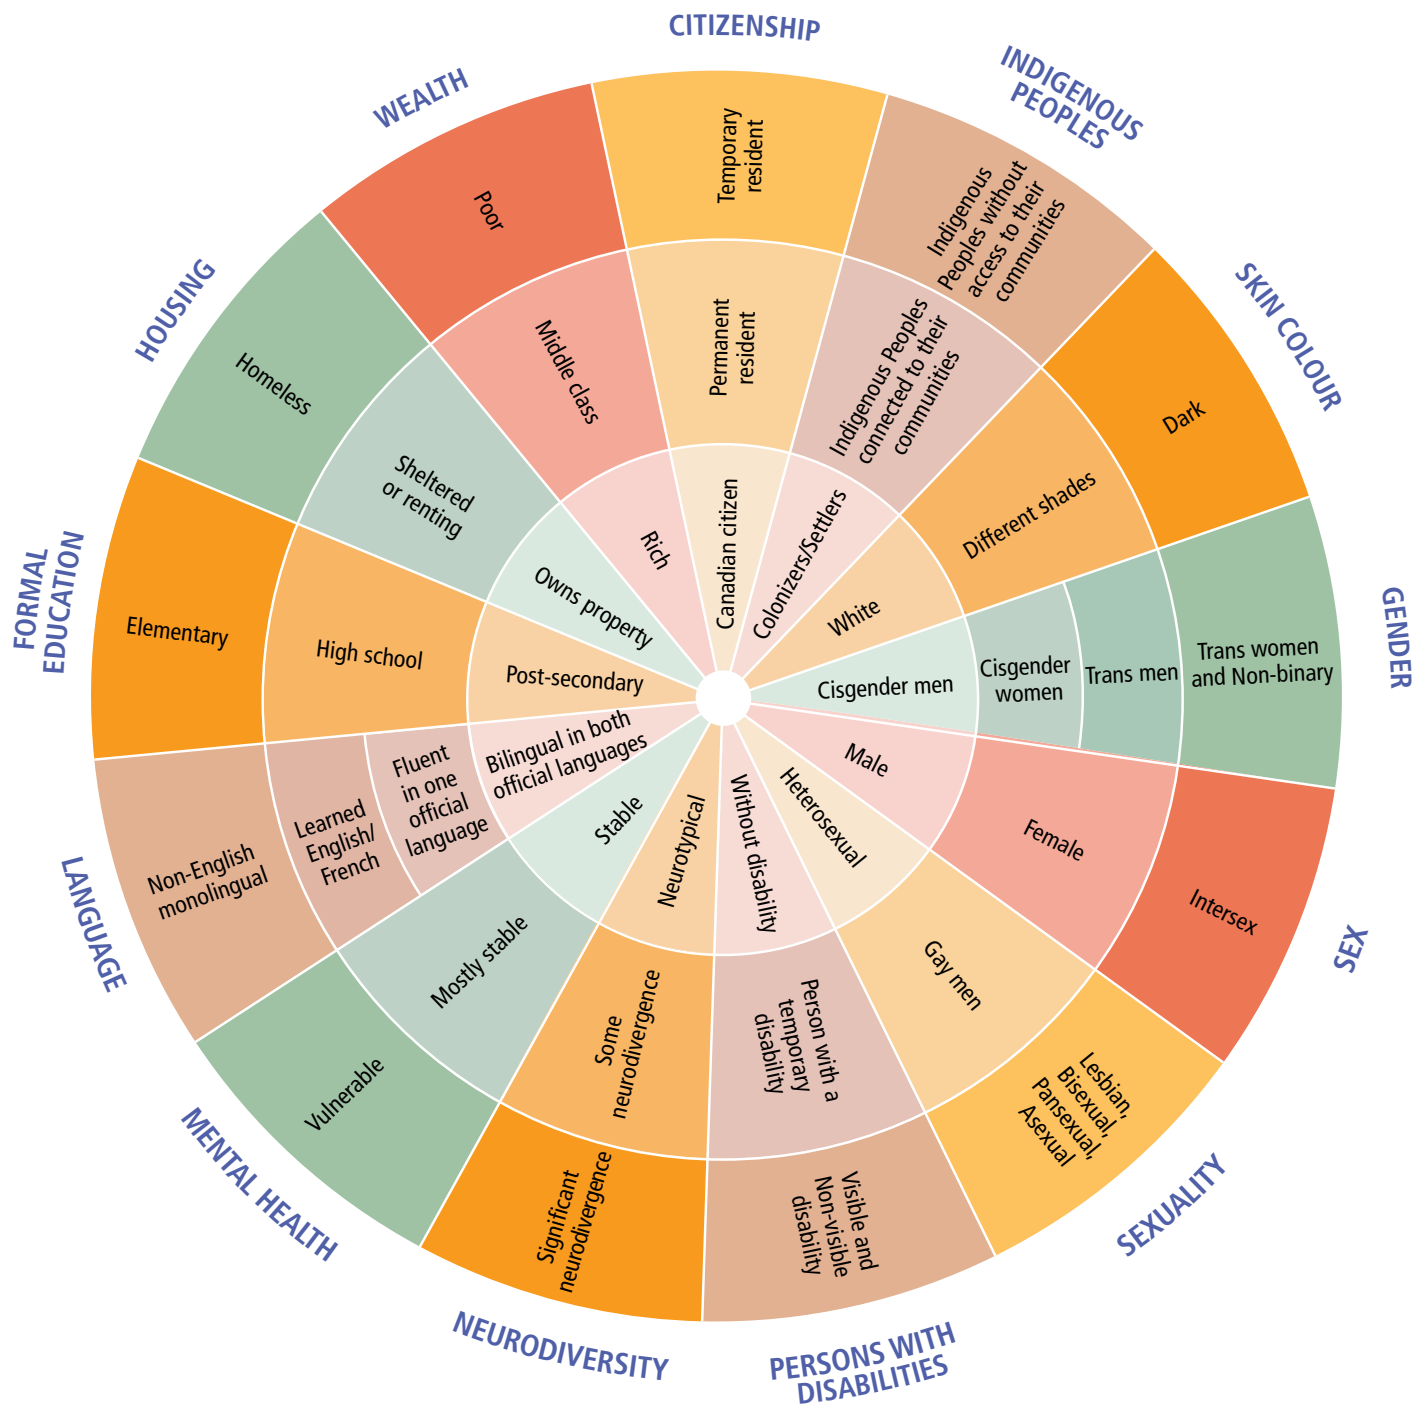 CITIZENSHIP
Temporary
resident
Permanent
resident
Canadian citizen
INDIGENOUS
PEOPLES
Indigenous
Peoples without
access to their
communities
Indigenous Peoples
connected to their
communities
Colonizers/Settlers
SKIN COLOUR
Dark
Different shades
White
GENDER
Trans women
and Non-binary
Trans men
Cisgender
women
Cisgender men
SEX
Intersex
Female
Male
SEXUALITY
Lesbian,
Bisexual,
Pansexual,
Asexual
Gay men
Heterosexual
PERSONS WITH
DISABILITIES
Visible and
Non-visible
disability
Person with a
temporary
disability
Without disability
NEURODIVERSITY
Significant
neurodivergence
Some
neurodivergence
Neurotypical
MENTAL HEALTH
Vulnerable
Mostly stable
Stable
LANGUAGE
Non-English
monolingual
Learned
English/
French
Fluent
in one
official
language
Bilingual in both
official languages
FORMAL
EDUCATION
Elementary
High school
Post-secondary
HOUSING
Homeless
Sheltered
or renting
Owns property
WEALTH
Poor
Middle class
Rich